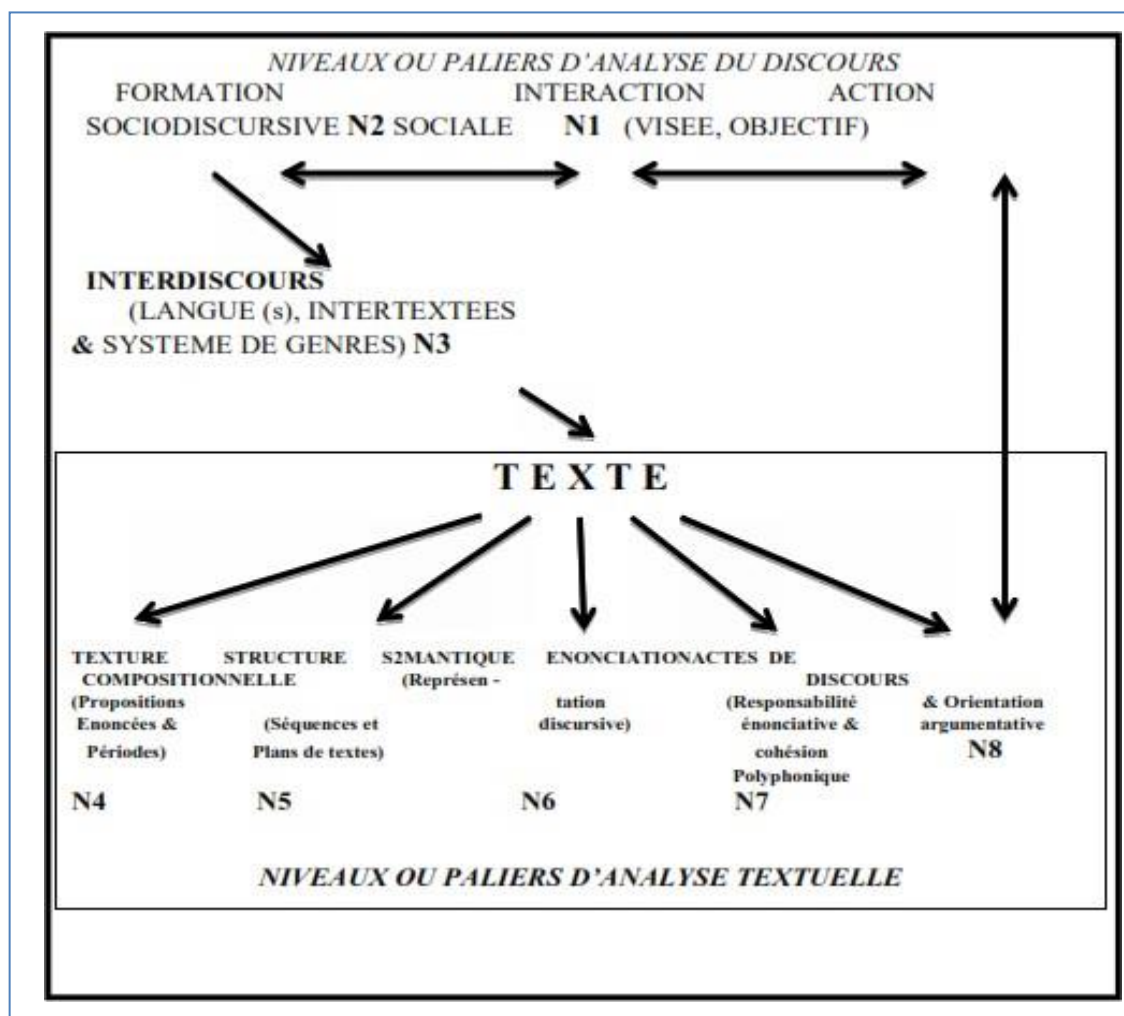 NIVEAUX OU PALIERS D’ANALYSE DU DISCOURS
FORMATION INTERACTION ACTION
SOCIODISCURSIVE N2 SOCIALE N1 (VISEE, OBJECTIF)
INTERDISCOURS
(LANGUE (s), INTERTEXTEES
& SYSTEME DE GENRES) N3
T E X T E
TEXTURE STRUCTURE S2MANTIQUE ENONCIATIONACTES DE
COMPOSITIONNELLE (Représen - DISCOURS
(Propositions tation (Responsabilité & Orientation
Enoncées & (Séquences et discursive) énonciative & argumentative
Périodes) Plans de textes) cohésion N8
Polyphonique
N4 N5 N6 N7
NIVEAUX OU PALIERS D’ANALYSE TEXTUELLE